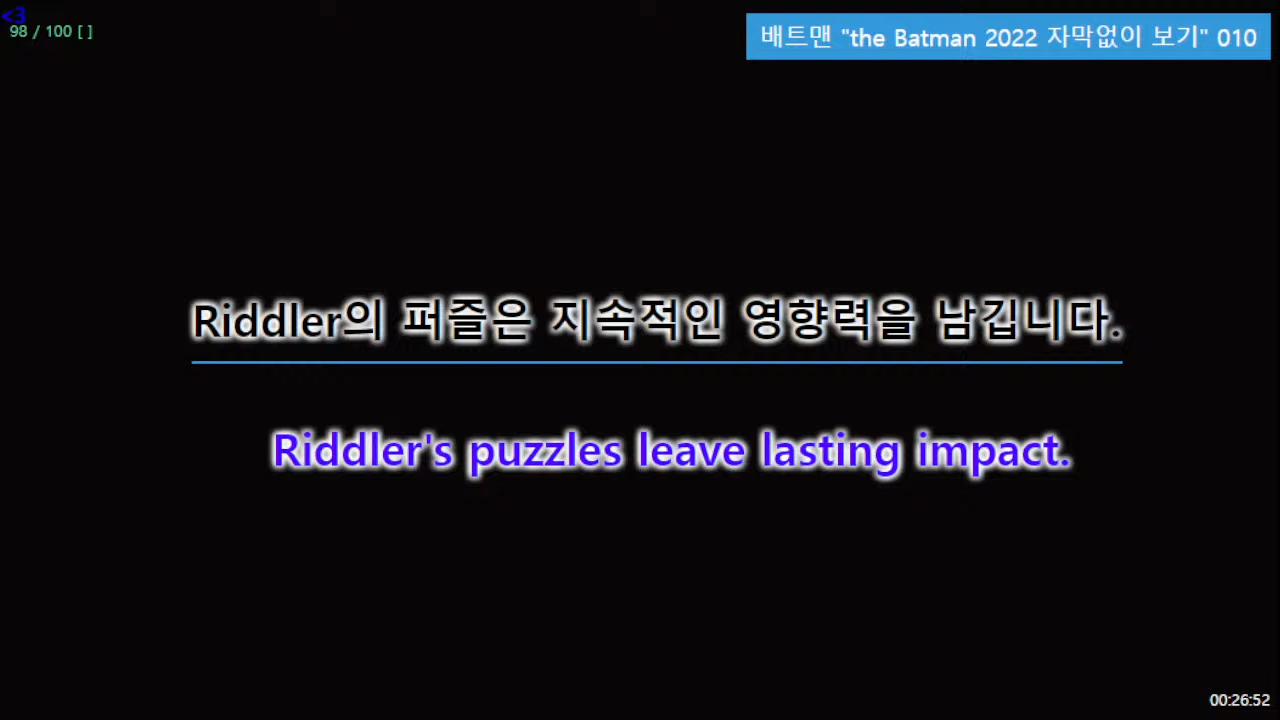 <3
98 / 100 [ ]
배트맨 "the Batman 2022 자막없이 보기" 010
Riddler의 퍼즐은 지속적인 영향력을 남깁니다.
Riddler's puzzles leave lasting impact.
00:26:52